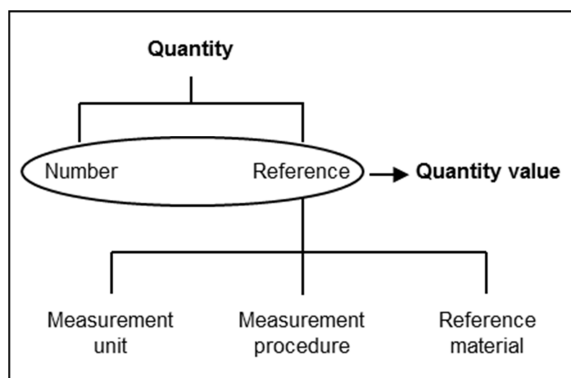 Quantity
Number Reference Quantity value
Measurement Measurement Reference
unit procedure material